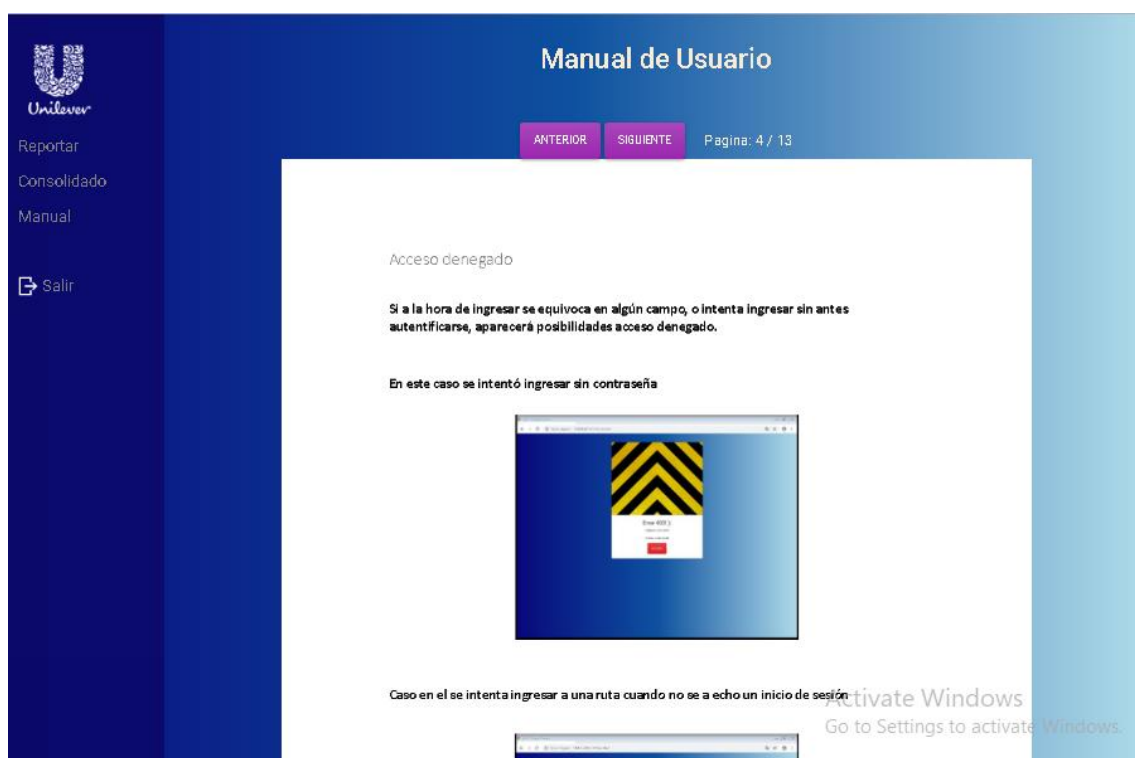 Manual de Usuario
Unilever
Reportar
Consolidado
Manual
Salir
ANTERIOR SIGUIENTE Pagina: 4 / 13
Acceso denegado
Si a la hora de ingresar se equivoca en algún campo, o intenta ingresar sin antes
autentificarse, aparecerá posibilidades acceso denegado.
En este caso se intentó ingresar sin contraseña
Caso en el se intenta ingresar a una ruta cuando no se a echo un inicio de sesión
Activate Windows
Go to Settings to activate Windows.